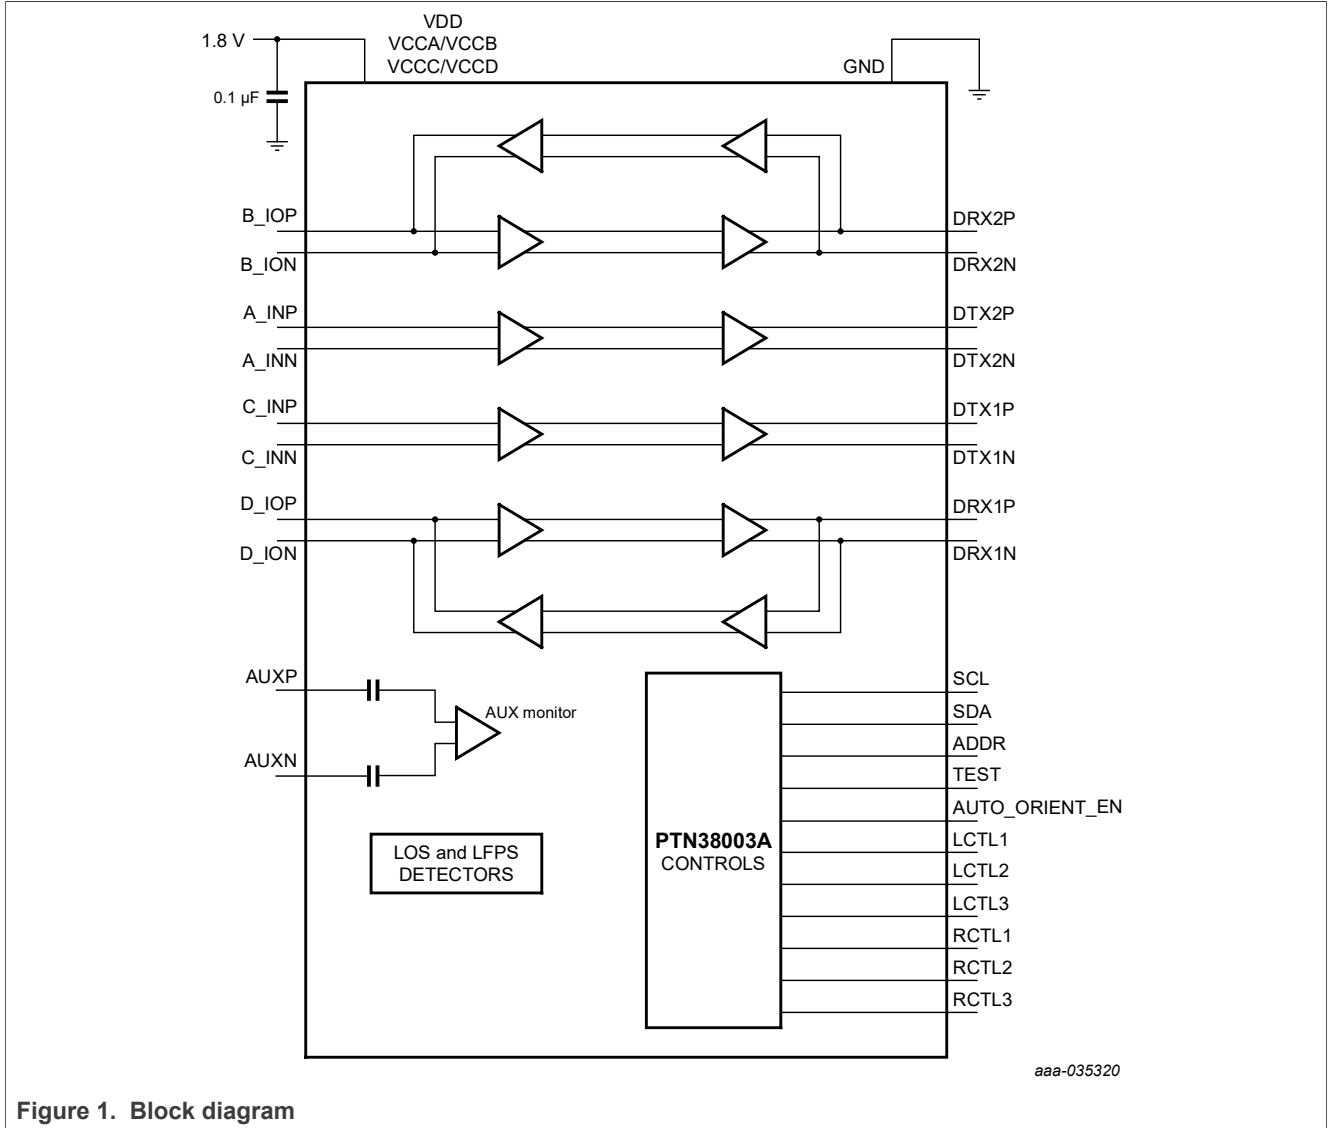 VDD
1.8 V
VCCA/VCCB
VCCC/VCCD
GND
0.1 µF
B_IOP
DRX2P
B_ION
DRX2N
A_INP
DTX2P
A_INN
DTX2N
C_INP
DTX1P
C_INN
DTX1N
D_IOP
DRX1P
D_ION
DRX1N
AUXP
AUX monitor
AUXN
LOS and LFPS
DETECTORS
PTN38003A
CONTROLS
SCL
SDA
ADDR
TEST
AUTO_ORIENT_EN
LCTL1
LCTL2
LCTL3
RCTL1
RCTL2
RCTL3
aaa-035320
Figure 1. Block diagram